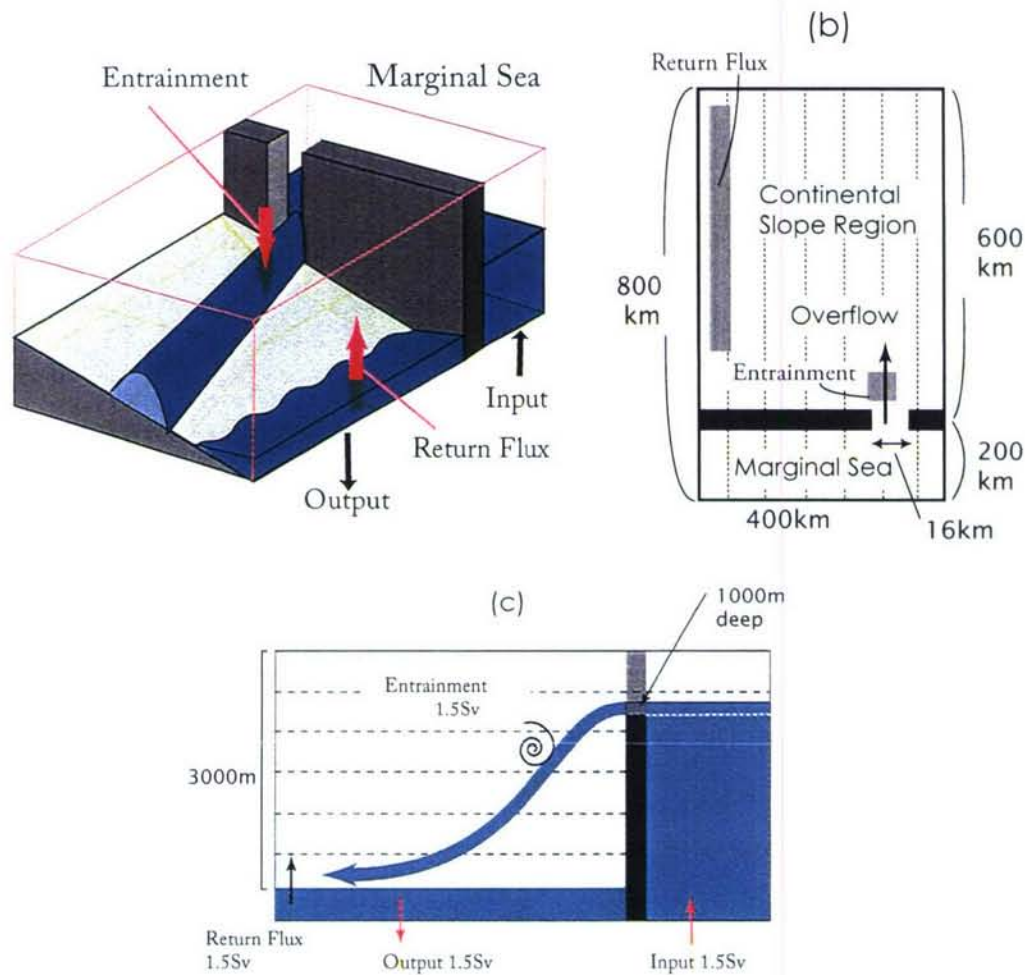 Entrainment
Marginal Sea
Input
Return Flux
Output
(b)
Return Flux
Continental
Slope Region
800
km
600
km
Overflow
Entrainment
Marginal Sea
200
km
400km
16km
(c)
1000m
deep
Entrainment
1.5Sv
3000m
Return Flux
1.5Sv
Output 1.5Sv
Input 1.5Sv